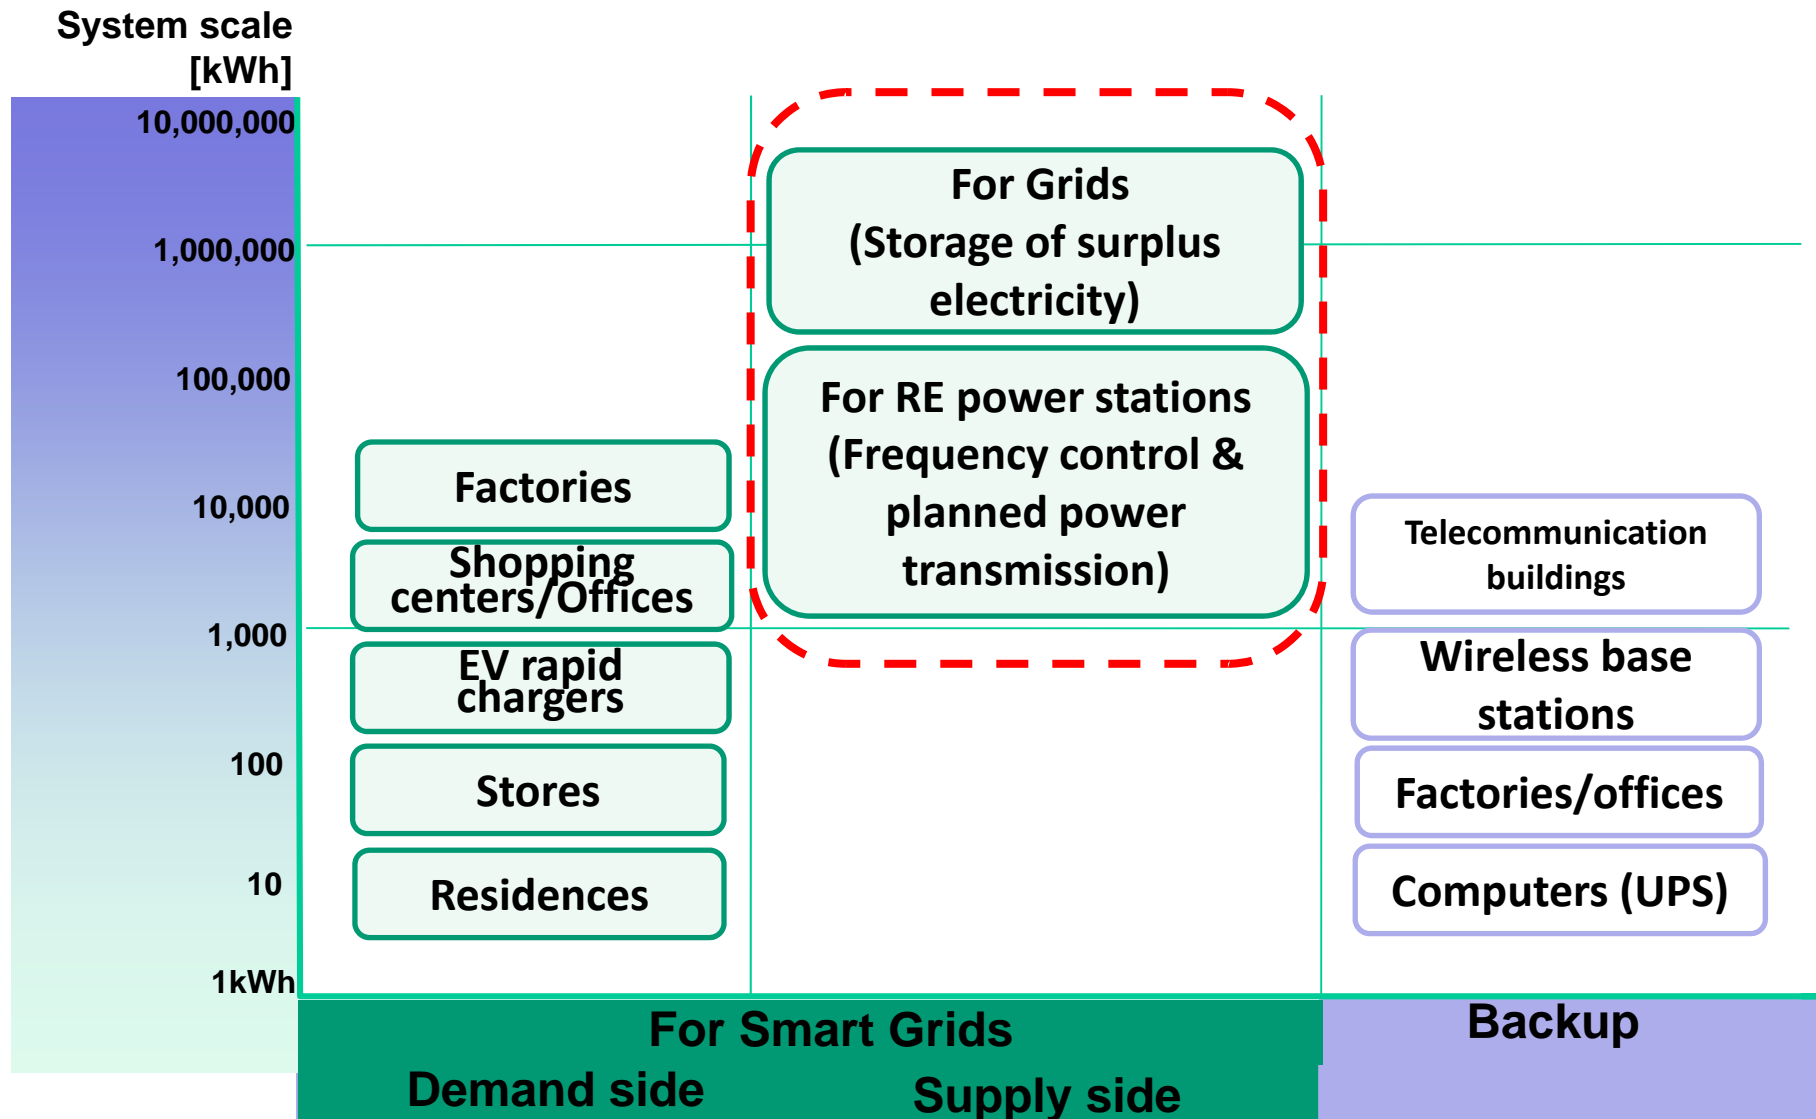 System scale
[kWh]
10,000,000
1,000,000
100,000
10,000
1,000
100
10
1kWh
Factories
Shopping
centers/Offices
EV rapid
chargers
Stores
Residences
For Grids
(Storage of surplus
electricity)
For RE power stations
(Frequency control &
planned power
transmission)
Telecommunication
buildings
Wireless base
stations
Factories/offices
Computers (UPS)
For Smart Grids
Backup
Demand side
Supply side